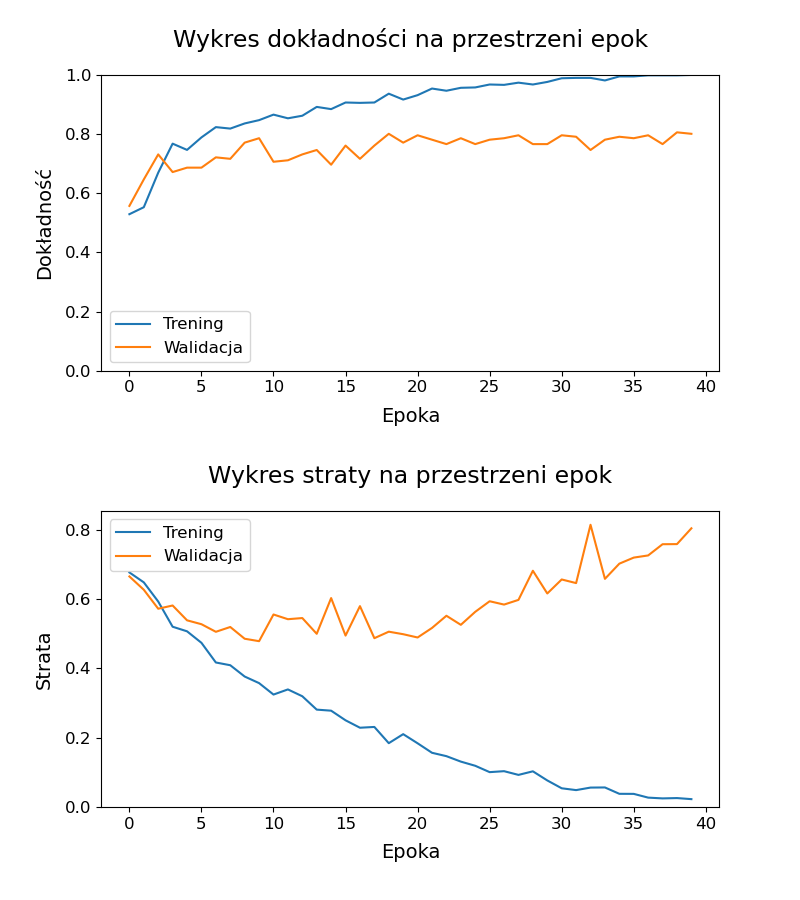 Wykres dokładności na przestrzeni epok
1.0
0.8
0.6
0.4
0.2
0.0
Dokładność
Trening
Walidacja
0 5 10 15 20 25 30 35 40
Epoka
Wykres straty na przestrzeni epok
0.8
0.6
0.4
0.2
0.0
Strata
Trening
Walidacja
0 5 10 15 20 25 30 35 40
Epoka